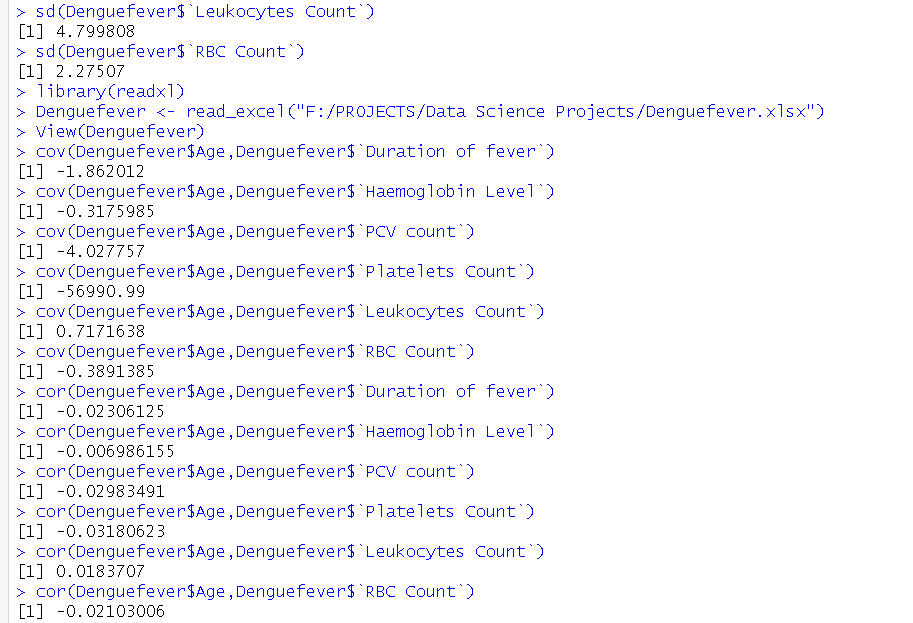 > sd(Denguefever$`Leukocytes Count`)
[1] 4.799808
> sd(Denguefever$`RBC Count`)
[1] 2.27507
> library(readxl)
> Denguefever <- read_excel("F:/PROJECTS/Data Science Projects/Denguefever.xlsx")
> View(Denguefever)
> cov(Denguefever$Age,Denguefever$`Duration of fever`)
[1] -1.862012
> cov(Denguefever$Age,Denguefever$`Haemoglobin Level`)
[1] -0.3175985
> cov(Denguefever$Age,Denguefever$`PCV count`)
[1] -4.027757
> cov(Denguefever$Age,Denguefever$`Platelets Count`)
[1] -56990.99
> cov(Denguefever$Age,Denguefever$`Leukocytes Count`)
[1] 0.7171638
> cov(Denguefever$Age,Denguefever$`RBC Count`)
[1] -0.3891385
> cor(Denguefever$Age,Denguefever$`Duration of fever`)
[1] -0.02306125
> cor(Denguefever$Age,Denguefever$`Haemoglobin Level`)
[1] -0.006986155
> cor(Denguefever$Age,Denguefever$`PCV count`)
[1] -0.02983491
> cor(Denguefever$Age,Denguefever$`Platelets Count`)
[1] -0.03180623
> cor(Denguefever$Age,Denguefever$`Leukocytes Count`)
[1] 0.0183707
> cor(Denguefever$Age,Denguefever$`RBC Count`)
[1] -0.02103006